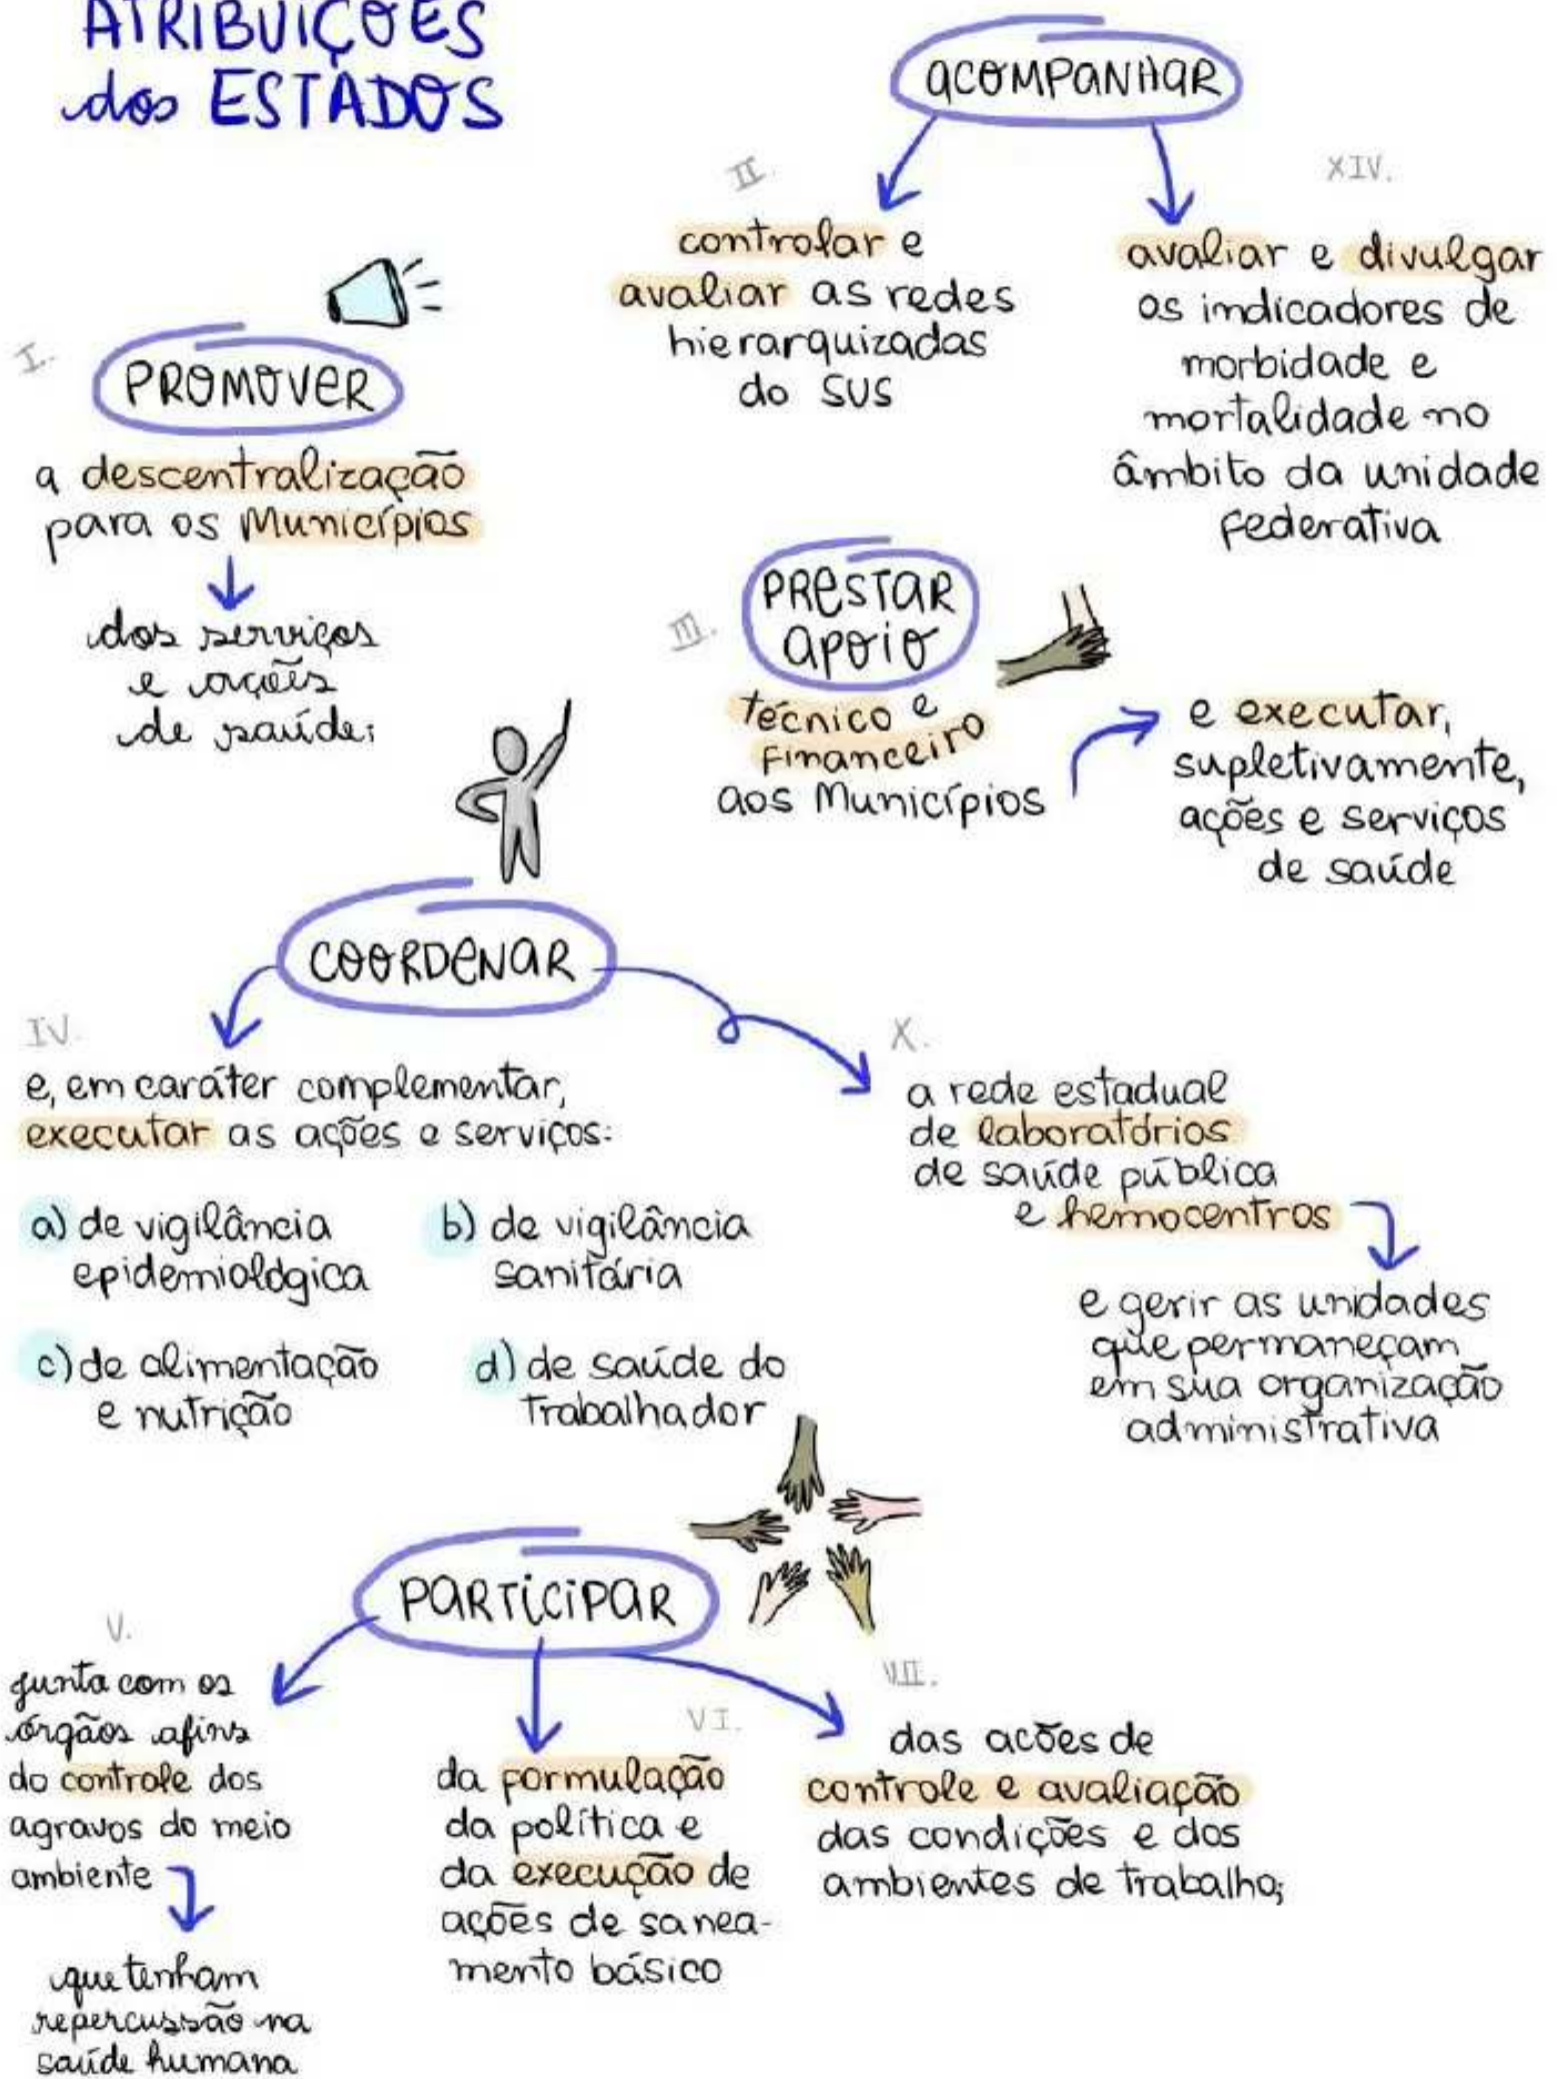 ATRIBUIÇÕES
dos ESTADOS
I.
PROMOVER
a descentralização
para os Municípios
dos serviços
e ações
de saúde;
ACOMPANHAR
II.
controlar e
avaliar as redes
hierarquizadas
do SUS
XIV.
avaliar e divulgar
os indicadores de
morbidade e
mortalidade no
âmbito da unidade
federativa
III.
PRESTAR
APOIO
técnico e
financeiro
aos Municípios
e executar,
supletivamente,
ações e serviços
de saúde
COORDENAR
IV.
e, em caráter complementar,
executar as ações e serviços:
a) de vigilância
epidemiológica
b) de vigilância
sanitária
c) de alimentação
e nutrição
d) de saúde do
trabalhador
X.
a rede estadual
de laboratórios
de saúde pública
e hemocentros
e gerir as unidades
que permaneçam
em sua organização
administrativa
PARTICIPAR
V.
junta com os
órgãos afins
do controle dos
agravos do meio
ambiente
que tenham
repercussão na
saúde humana
VI.
da formulação
da política e
da execução de
ações de sanea-
mento básico
VII.
das acões de
controle e avaliação
das condições e dos
ambientes de trabalho;